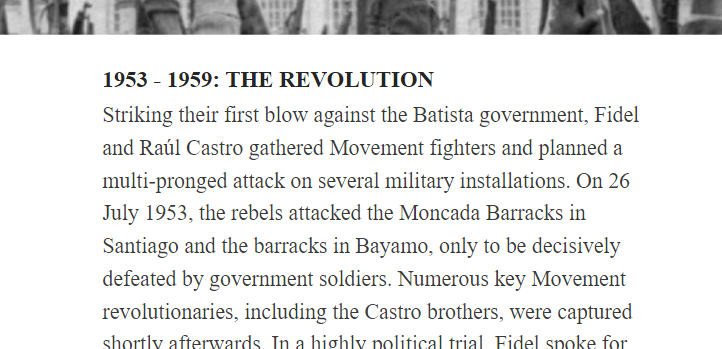 1953 - 1959: THE REVOLUTION
Striking their first blow against the Batista government, Fidel
and Raúl Castro gathered Movement fighters and planned a
multi-pronged attack on several military installations. On 26
July 1953, the rebels attacked the Moncada Barracks in
Santiago and the barracks in Bayamo, only to be decisively
defeated by government soldiers. Numerous key Movement
revolutionaries, including the Castro brothers, were captured
shortly afterwards. In a highly political trial, Fidel spoke for